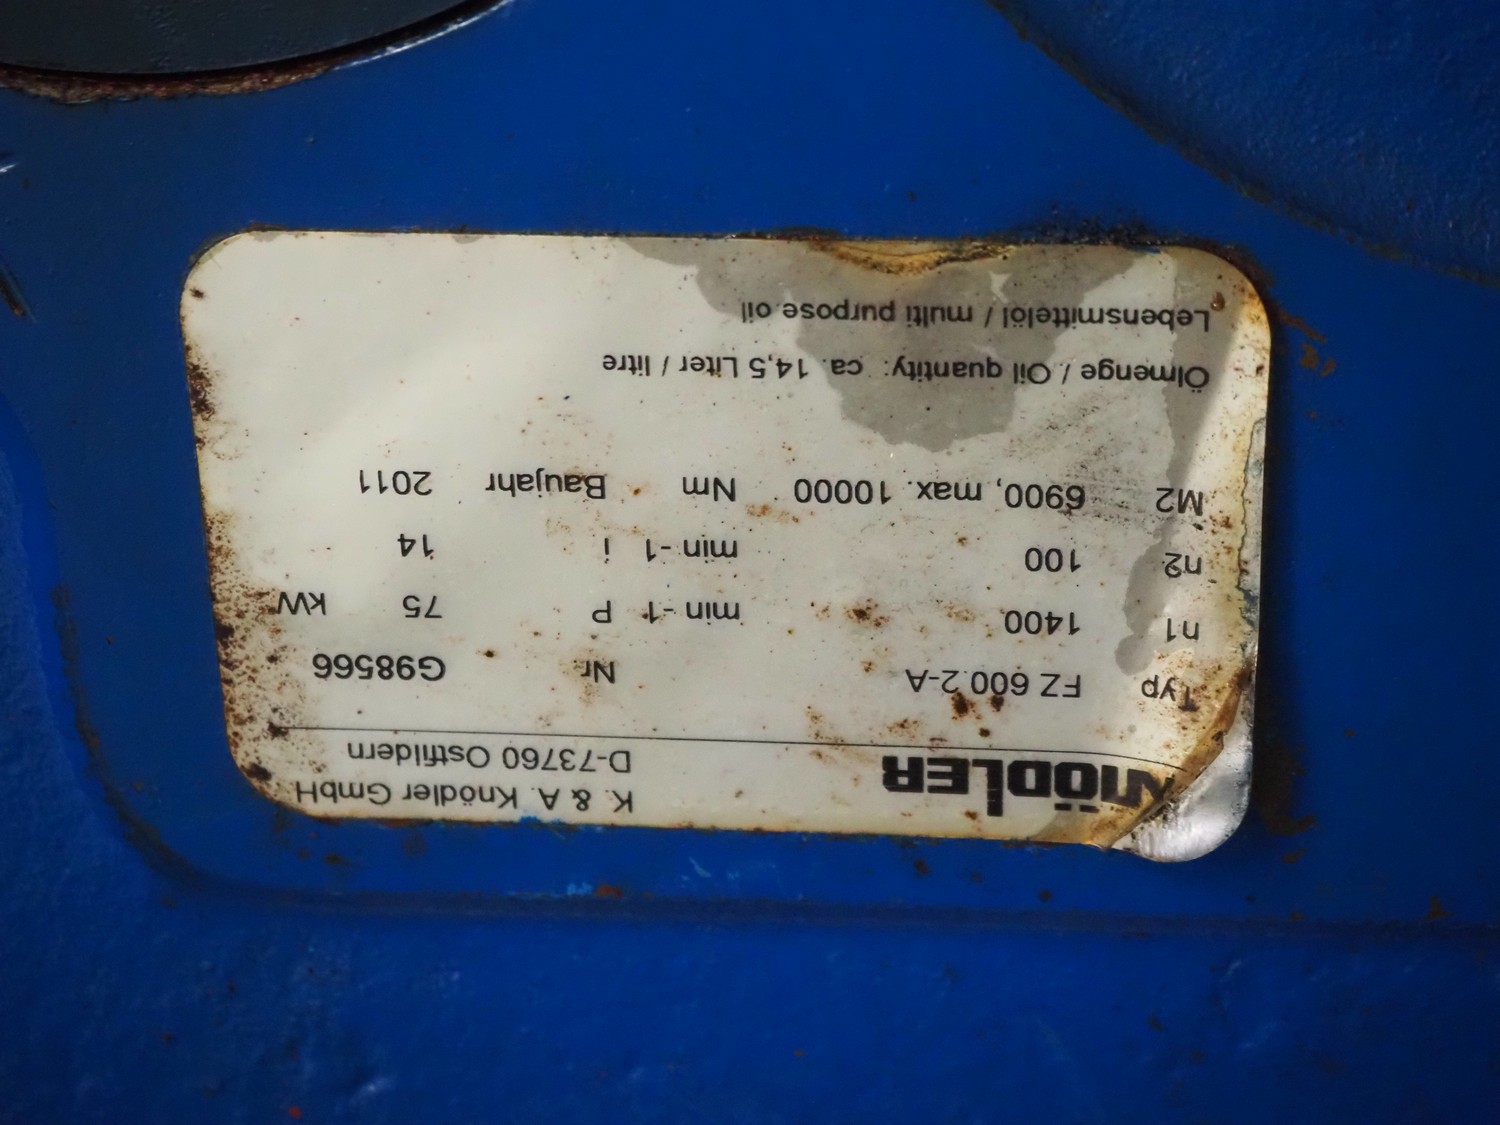 KNÖDLER K. & A. Knödler GmbH
D-73760 Ostfildern
Typ FZ 600.2-A Nr. G98566
n1 1400 min -1 P 75 kW
n2 100 min -1 i 14
M2 6900, max. 10000 Nm Baujahr 2011
Ölmenge / Oil quantity: ca. 14,5 Liter / litre
Lebensmittelöl / multi purpose oil